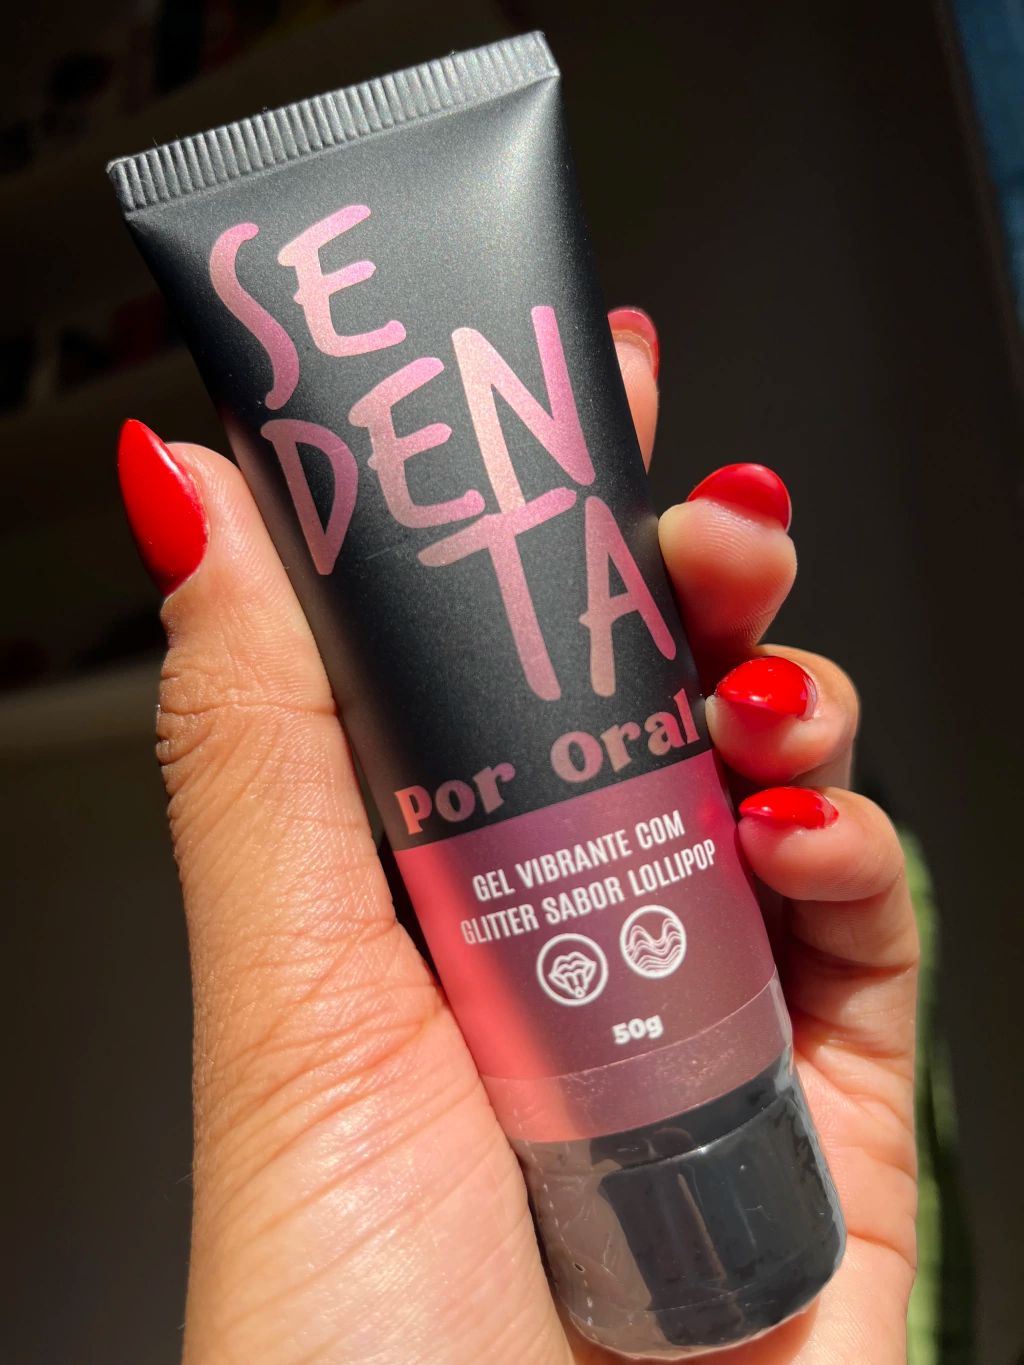 SE
DEN
TA
Por oral
GEL VIBRANTE COM
GLITTER SABOR LOLLIPOP
50g